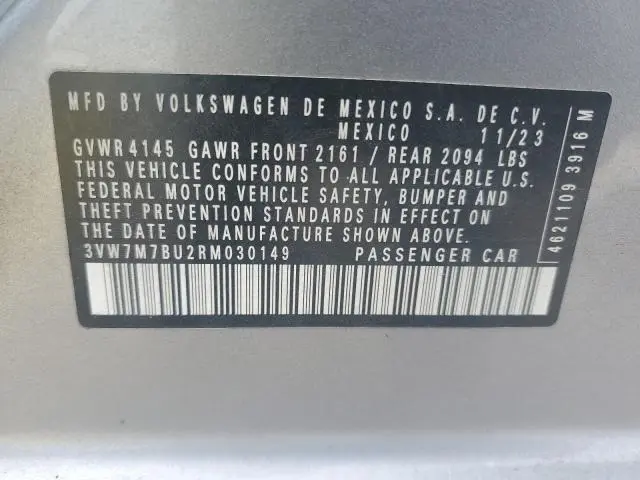 MFD BY VOLKSWAGEN DE MEXICO S.A. DE C.V.
MEXICO 11/23
GVWR 4145 GAWR FRONT 2161 / REAR 2094 LBS
THIS VEHICLE CONFORMS TO ALL APPLICABLE U.S.
FEDERAL MOTOR VEHICLE SAFETY, BUMPER AND
THEFT PREVENTION STANDARDS IN EFFECT ON
THE DATE OF MANUFACTURE SHOWN ABOVE.
3VW7M7BU2RM030149 PASSENGER CAR
4621109 3916 M